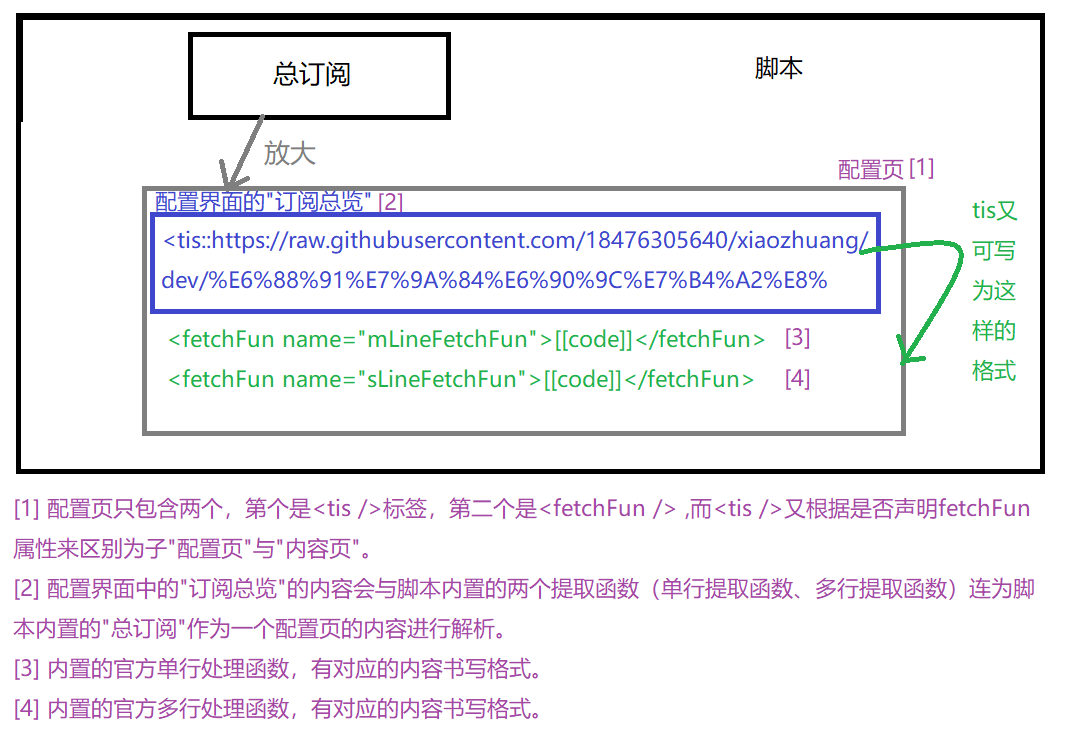 总订阅
脚本
放大
配置页 [1]
配置界面的"订阅总览" [2]
<tis::https://raw.githubusercontent.com/18476305640/xiaozhuang/
dev/%E6%88%91%E7%9A%84%E6%90%9C%E7%B4%A2%E8%
<fetchFun name="mLineFetchFun">[[code]]</fetchFun> [3]
<fetchFun name="sLineFetchFun">[[code]]</fetchFun> [4]
tis又
可写
为这
样的
格式
[1] 配置页只包含两个，第个是<tis />标签，第二个是<fetchFun /> ,而<tis />又根据是否声明fetchFun
属性来区别为子"配置页"与"内容页"。
[2] 配置界面中的"订阅总览"的内容会与脚本内置的两个提取函数（单行提取函数、多行提取函数）连为脚
本内置的"总订阅"作为一个配置页的内容进行解析。
[3] 内置的官方单行处理函数，有对应的内容书写格式。
[4] 内置的官方多行处理函数，有对应的内容书写格式。